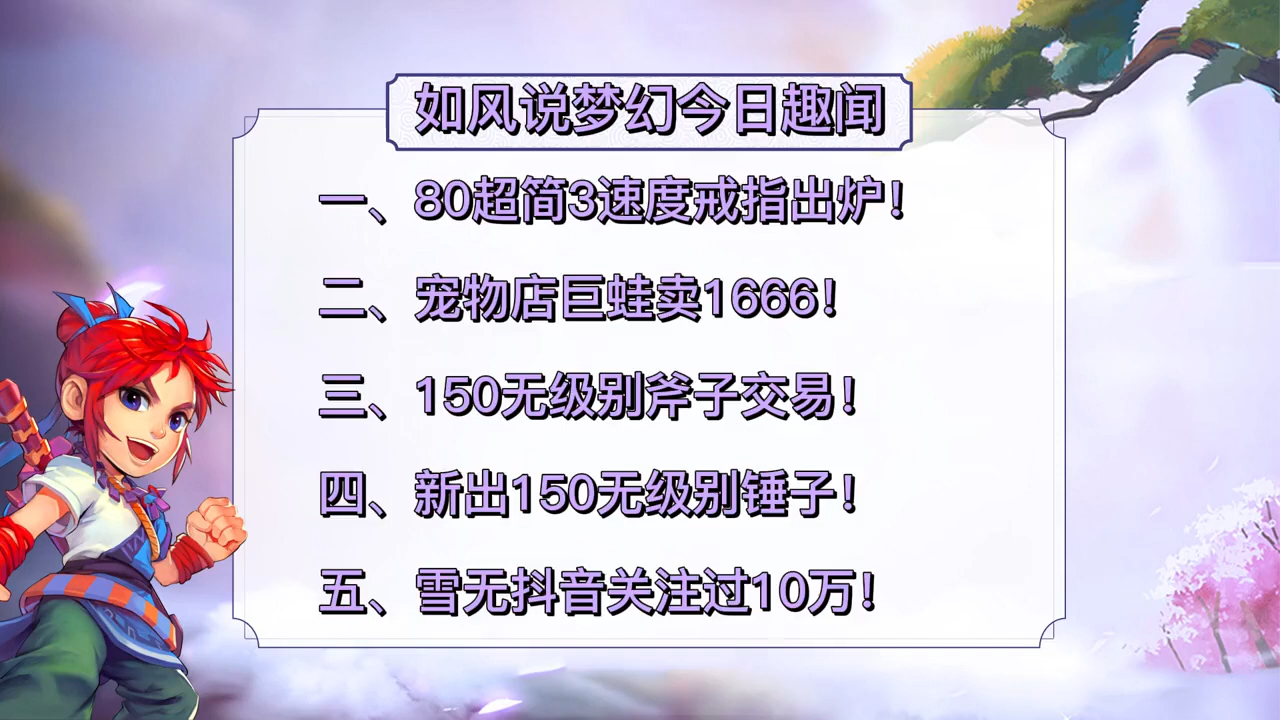 如风说梦幻今日趣闻
一、80超简3速度戒指出炉！
二、宠物店巨蛙卖1666！
三、150无级别斧子交易！
四、新出150无级别锤子！
五、雪无抖音关注过10万！